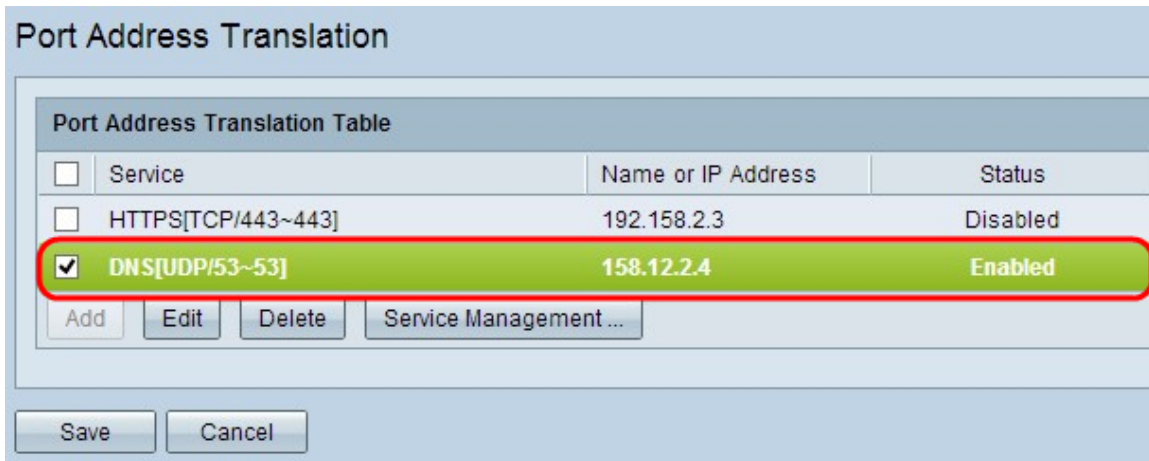 Port Address Translation
Port Address Translation Table
Service Name or IP Address Status
HTTPS[TCP/443~443] 192.158.2.3 Disabled
DNS[UDP/53~53] 158.12.2.4 Enabled
Add Edit Delete Service Management ...
Save Cancel